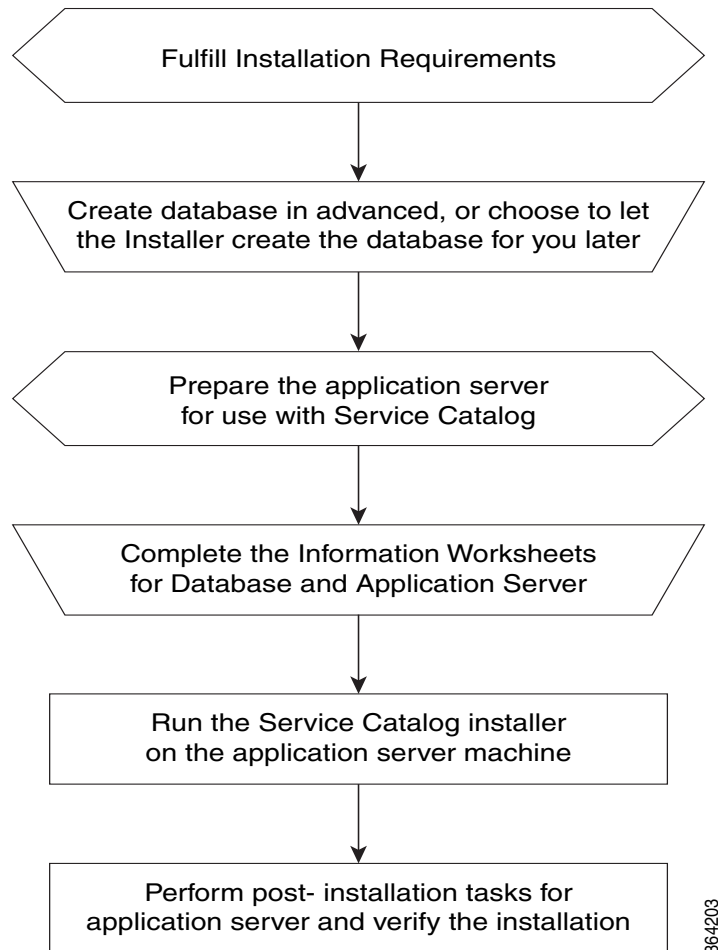 Fulfill Installation Requirements
Create database in advanced, or choose to let
the Installer create the database for you later
Prepare the application server
for use with Service Catalog
Complete the Information Worksheets
for Database and Application Server
Run the Service Catalog installer
on the application server machine
Perform post- installation tasks for
application server and verify the installation
364203